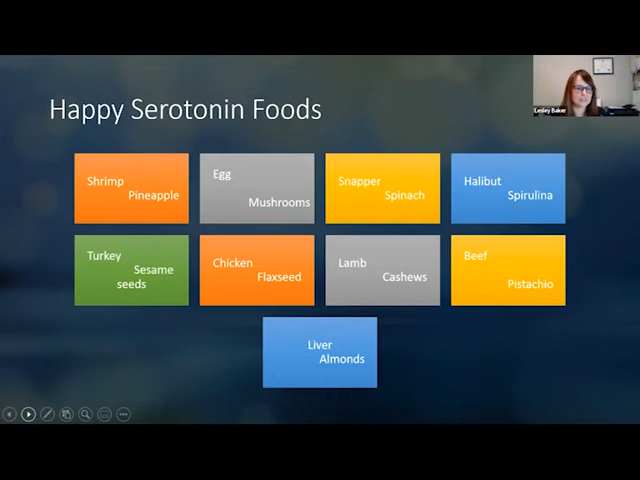 Lesley Baker
Happy Serotonin Foods
Shrimp
Pineapple
Egg
Mushrooms
Snapper
Spinach
Halibut
Spirulina
Turkey
Sesame
seeds
Chicken
Flaxseed
Lamb
Cashews
Beef
Pistachio
Liver
Almonds